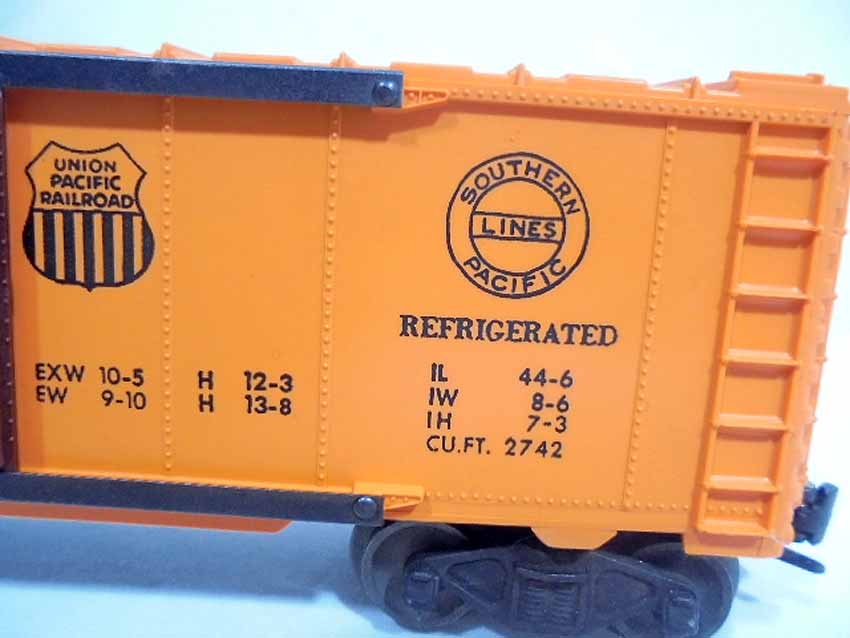 UNION
PACIFIC
RAILROAD
SOUTHERN
LINES
PACIFIC
REFRIGERATED
EXW 10-5 H 12-3
EW 9-10 H 13-8
IL 44-6
IW 8-6
IH 7-3
CU.FT. 2742